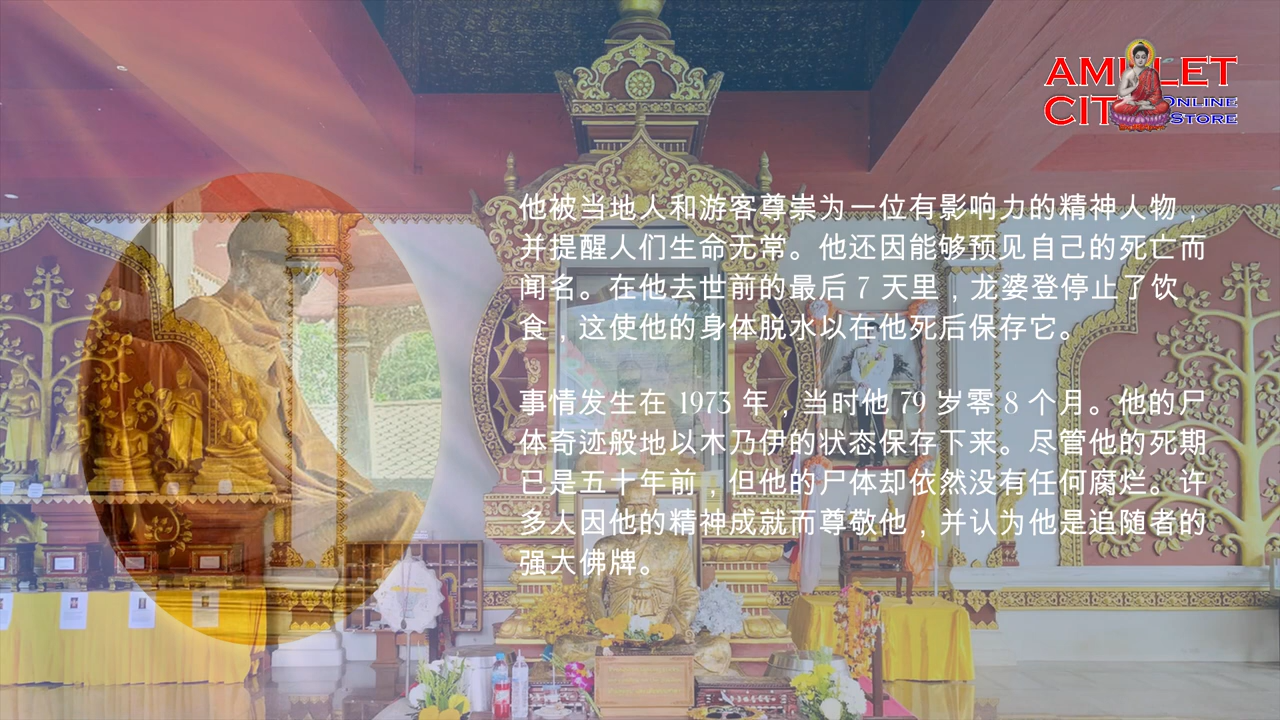 AMULET
CITY ONLINE
STORE
他被当地人和游客尊崇为一位有影响力的精神人物，
并提醒人们生命无常。他还因能够预见自己的死亡而
闻名。在他去世前的最后 7 天里，龙婆登停止了饮
食，这使他的身体脱水以在他死后保存它。
事情发生在 1973 年，当时他 79 岁零 8 个月。他的尸
体奇迹般地以木乃伊的状态保存下来。尽管他的死期
已是五十年前，但他的尸体却依然没有任何腐烂。许
多人因他的精神成就而尊敬他，并认为他是追随者的
强大佛牌。